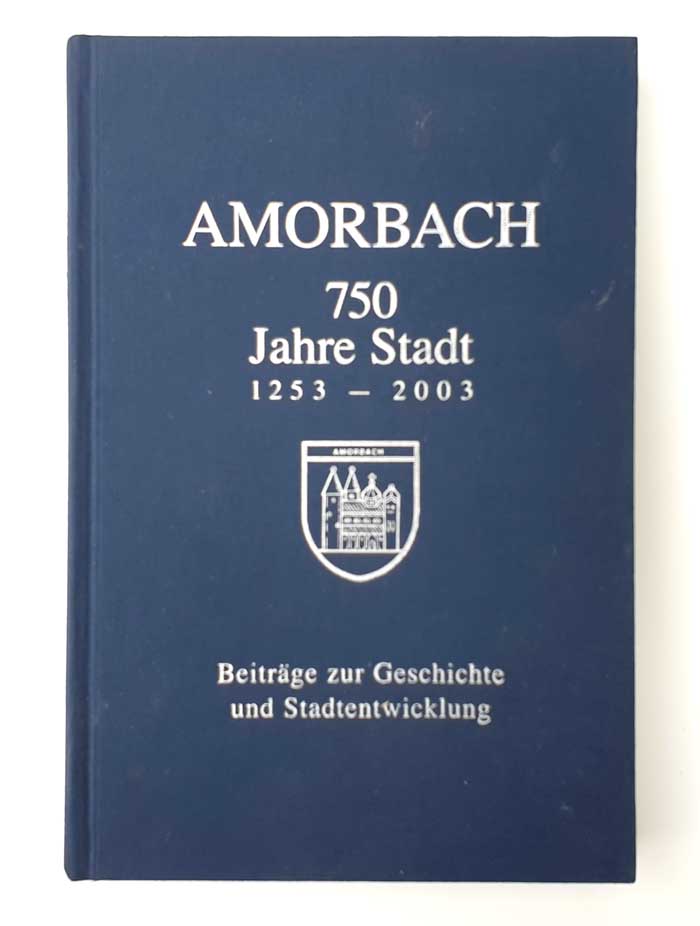 AMORBACH
750
Jahre Stadt
1253 – 2003
AMORBACH
Beiträge zur Geschichte
und Stadtentwicklung